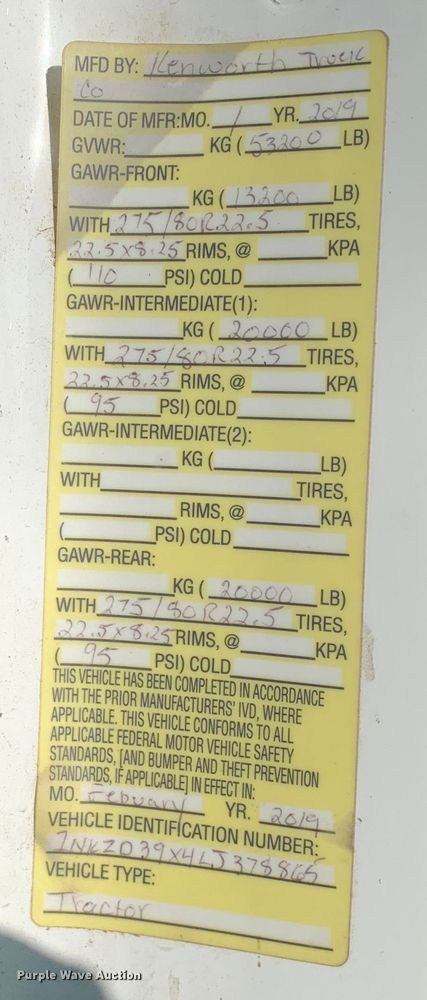 MFD BY: Kenworth Truck
Co
DATE OF MFR:MO. 1 YR. 2019
GVWR: KG ( 53200 LB)
GAWR-FRONT:
KG ( 13200 LB)
WITH 275/80R22.5 TIRES,
22.5x8.25 RIMS, @ KPA
( 110 PSI) COLD
GAWR-INTERMEDIATE(1):
KG ( 20000 LB)
WITH 275/80R22.5 TIRES,
22.5x8.25 RIMS, @ KPA
( 95 PSI) COLD
GAWR-INTERMEDIATE(2):
KG ( LB)
WITH TIRES,
RIMS, @ KPA
( PSI) COLD
GAWR-REAR:
KG ( 20000 LB)
WITH 275/80R22.5 TIRES,
22.5x8.25 RIMS, @ KPA
( 95 PSI) COLD
THIS VEHICLE HAS BEEN COMPLETED IN ACCORDANCE
WITH THE PRIOR MANUFACTURERS' IVD, WHERE
APPLICABLE. THIS VEHICLE CONFORMS TO ALL
APPLICABLE FEDERAL MOTOR VEHICLE SAFETY
STANDARDS, [AND BUMPER AND THEFT PREVENTION
STANDARDS, IF APPLICABLE] IN EFFECT IN:
MO. Febuary YR. 2019
VEHICLE IDENTIFICATION NUMBER:
1NKZD39X4LJ378865
VEHICLE TYPE:
Tractor
Purple Wave Auction